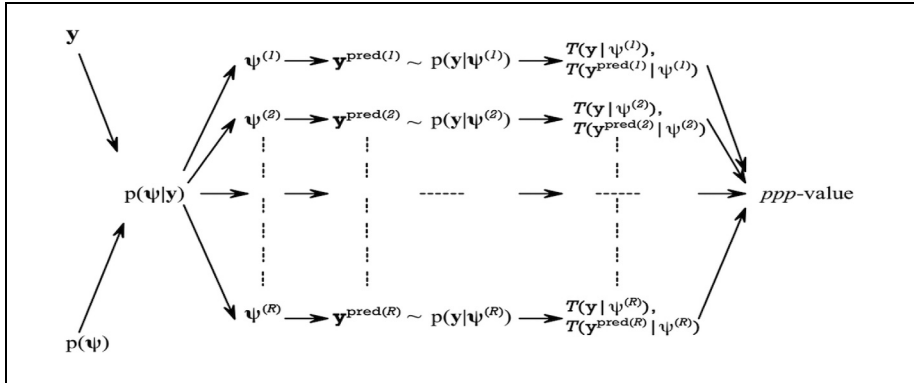 y
ψ⁽¹⁾ y^pred(1) ~ p(y|ψ⁽¹⁾) T(y|ψ⁽¹⁾),
T(y^pred(1)|ψ⁽¹⁾)
ψ⁽²⁾ y^pred(2) ~ p(y|ψ⁽²⁾) T(y|ψ⁽²⁾),
T(y^pred(2)|ψ⁽²⁾)
p(ψ|y) ppp-value
ψ⁽ᴿ⁾ y^pred(R) ~ p(y|ψ⁽ᴿ⁾) T(y|ψ⁽ᴿ⁾),
T(y^pred(R)|ψ⁽ᴿ⁾)
p(ψ)